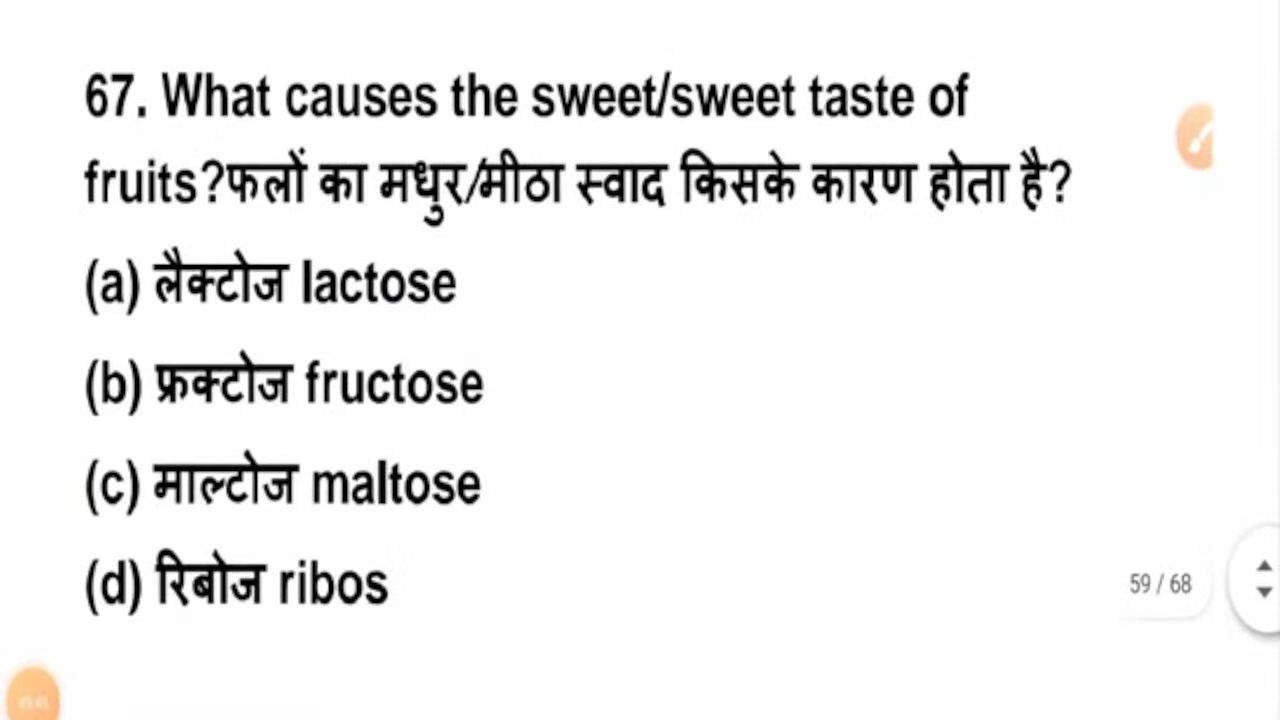 67. What causes the sweet/sweet taste of
fruits?फलों का मधुर/मीठा स्वाद किसके कारण होता है?
(a) लैक्टोज lactose
(b) फ्रक्टोज fructose
(c) माल्टोज maltose
(d) रिबोज ribos
59 / 68